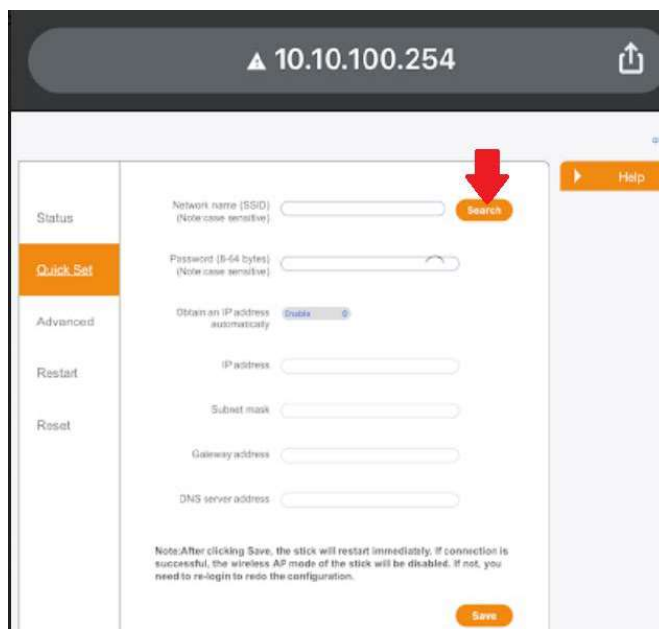 10.10.100.254
Help
Status
Quick Set
Advanced
Restart
Reset
Network name (SSID)
(Note:case sensitive)
Search
Password (8-64 bytes)
(Note:case sensitive)
Obtain an IP address
automatically
Enable
IP address
Subnet mask
Gateway address
DNS server address
Note:After clicking Save, the stick will restart immediately. If connection is
successful, the wireless AP mode of the stick will be disabled. If not, you
need to re-login to redo the configuration.
Save